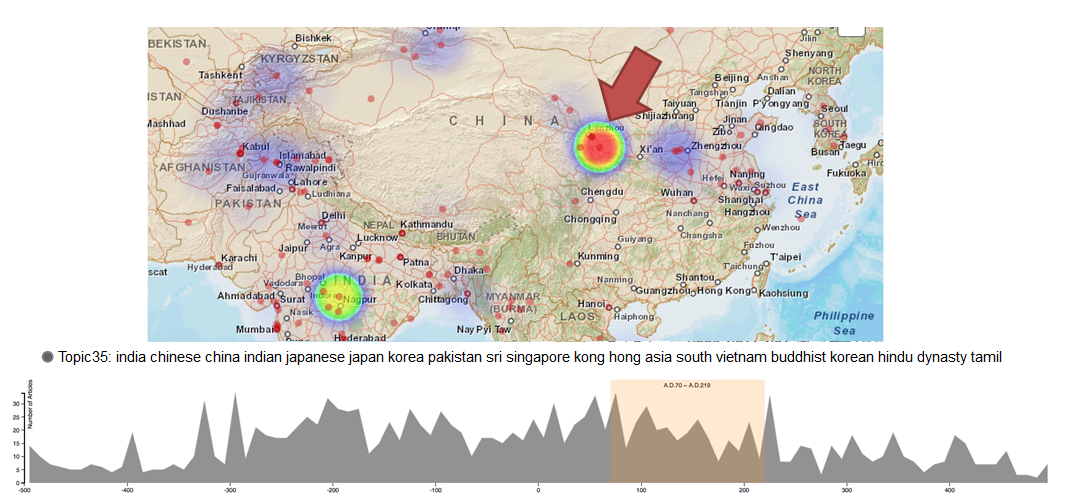 Bishkek
BEKISTAN
KYRGYZSTAN
Tashkent
TAJIKISTAN
ISTAN
Dushanbe
Mashhad
Kabul
Islamabad
AFGHANISTAN
Rawalpindi
Gujranwala
Faisalabad
Lahore
Ludhiana
PAKISTAN
Delhi
Meerut
NEPAL
Kathmandu
Jaipur
Agra
Lucknow
BHUTAN
Karachi
Kanpur
Patna
Hyderabad
scat
Bhopal
INDIA
Dhaka
Vadodara
Kolkata
Ahmadabad
Surat
Indore
Nagpur
Chittagong
Nasik
Mumbai
Hyderabad
MYANMAR
(BURMA)
Nay Pyi Taw
LAOS
Hanoi
Haiphong
CHINA
Lanzhou
Xi'an
Zhengzhou
Chengdu
Chongqing
Wuhan
Hefei
Nanjing
Wuxi
Suzhou
Shanghai
Hangzhou
Nanchang
Changsha
Wenzhou
Guiyang
Kunming
Fuzhou
T'aipei
T'aichung
Nanning
Shantou
Guangzhou
Hong Kong
Kaohsiung
Jilin
Shenyang
Beijing
Anshan
Tangshan
Dalian
NORTH
KOREA
Taiyuan
Tianjin
P'yongyang
Shijiazhuang
Jinan
Seoul
Zibo
Qingdao
SOUTH
KOREA
Taegu
Busan
Fukuoka
East
China
Sea
Philippine
Sea
Topic35: india chinese china indian japanese japan korea pakistan sri singapore kong hong asia south vietnam buddhist korean hindu dynasty tamil
Number of Articles
A.D.70 ~ A.D.219
30
25
20
15
10
5
0
-500 -400 -300 -200 -100 0 100 200 300 400